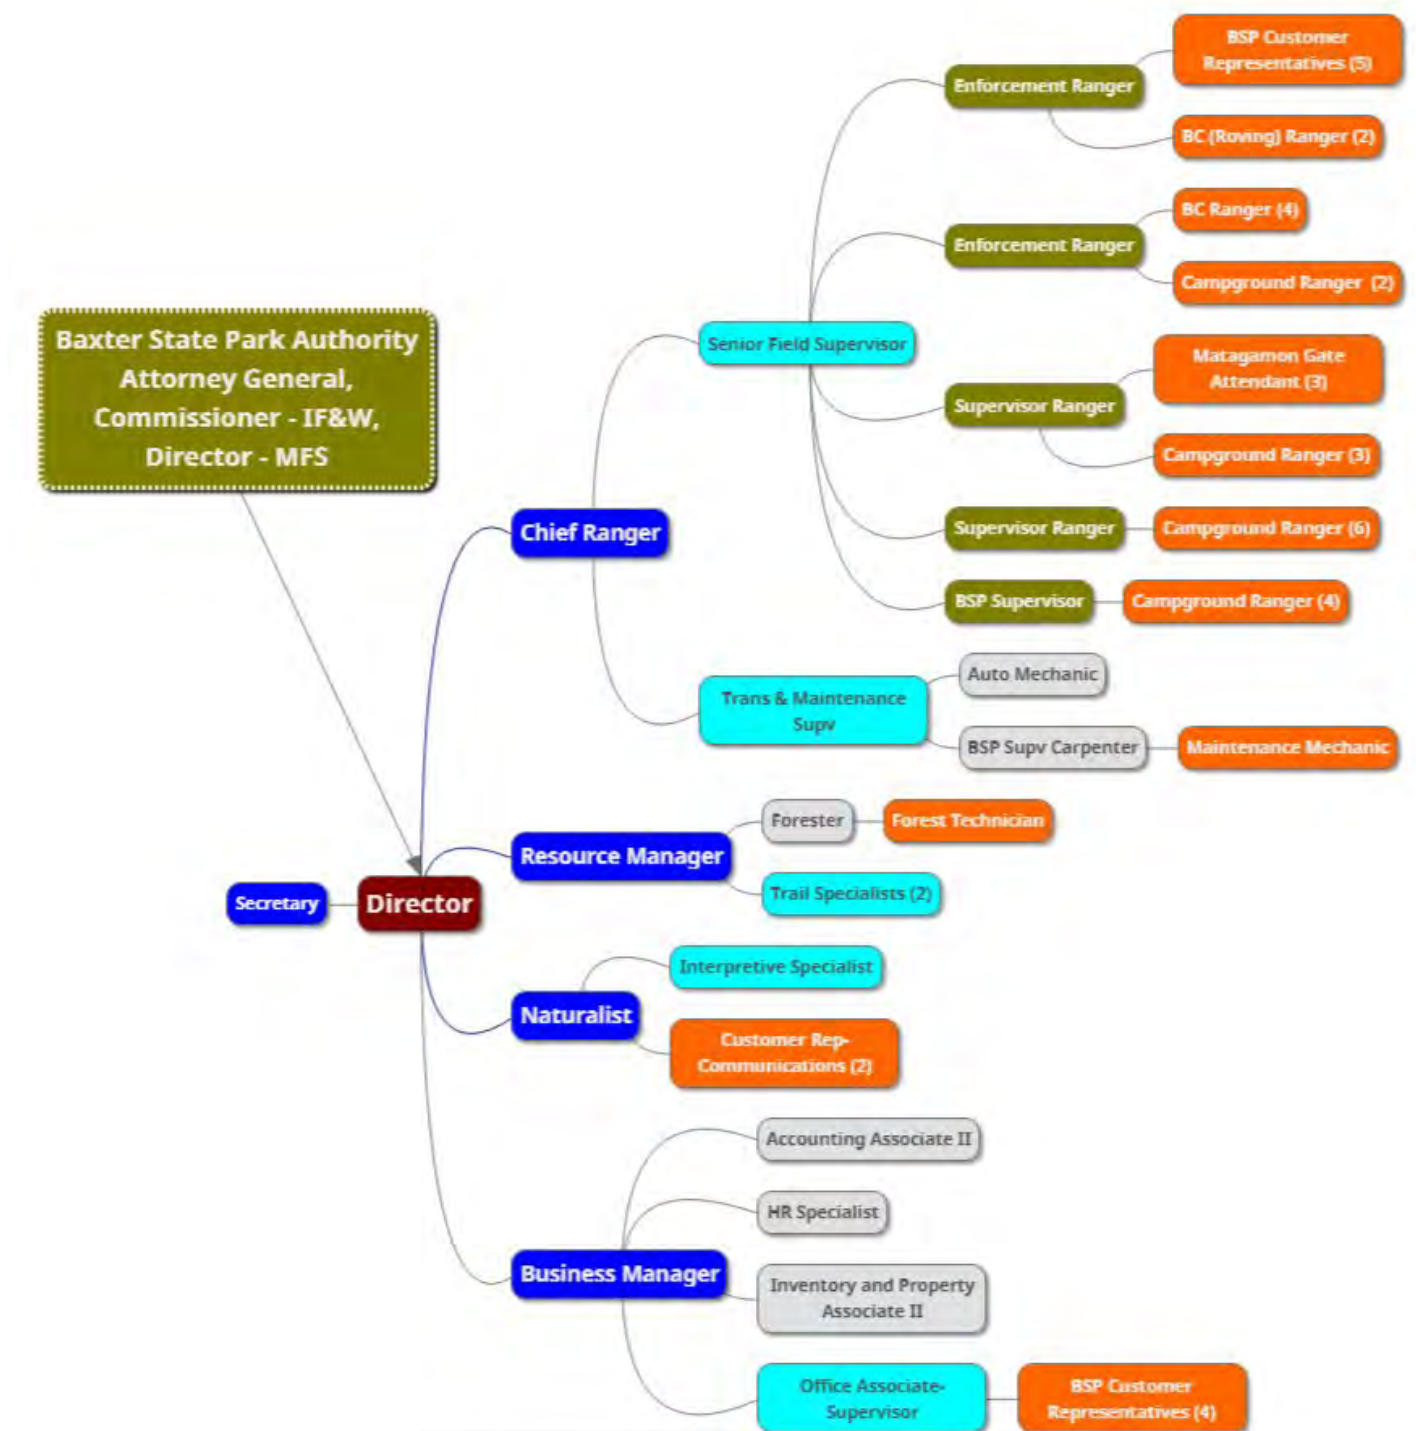 Baxter State Park Authority
Attorney General,
Commissioner - IF&W,
Director - MFS
Secretary
Director
Chief Ranger
Senior Field Supervisor
Enforcement Ranger
BSP Customer
Representatives (5)
BC (Roving) Ranger (2)
Enforcement Ranger
BC Ranger (4)
Campground Ranger (2)
Supervisor Ranger
Matagamon Gate
Attendant (3)
Campground Ranger (3)
Supervisor Ranger
Campground Ranger (6)
BSP Supervisor
Campground Ranger (4)
Trans & Maintenance
Supv
Auto Mechanic
BSP Supv Carpenter
Maintenance Mechanic
Resource Manager
Forester
Forest Technician
Trail Specialists (2)
Naturalist
Interpretive Specialist
Customer Rep-
Communications (2)
Business Manager
Accounting Associate II
HR Specialist
Inventory and Property
Associate II
Office Associate-
Supervisor
BSP Customer
Representatives (4)